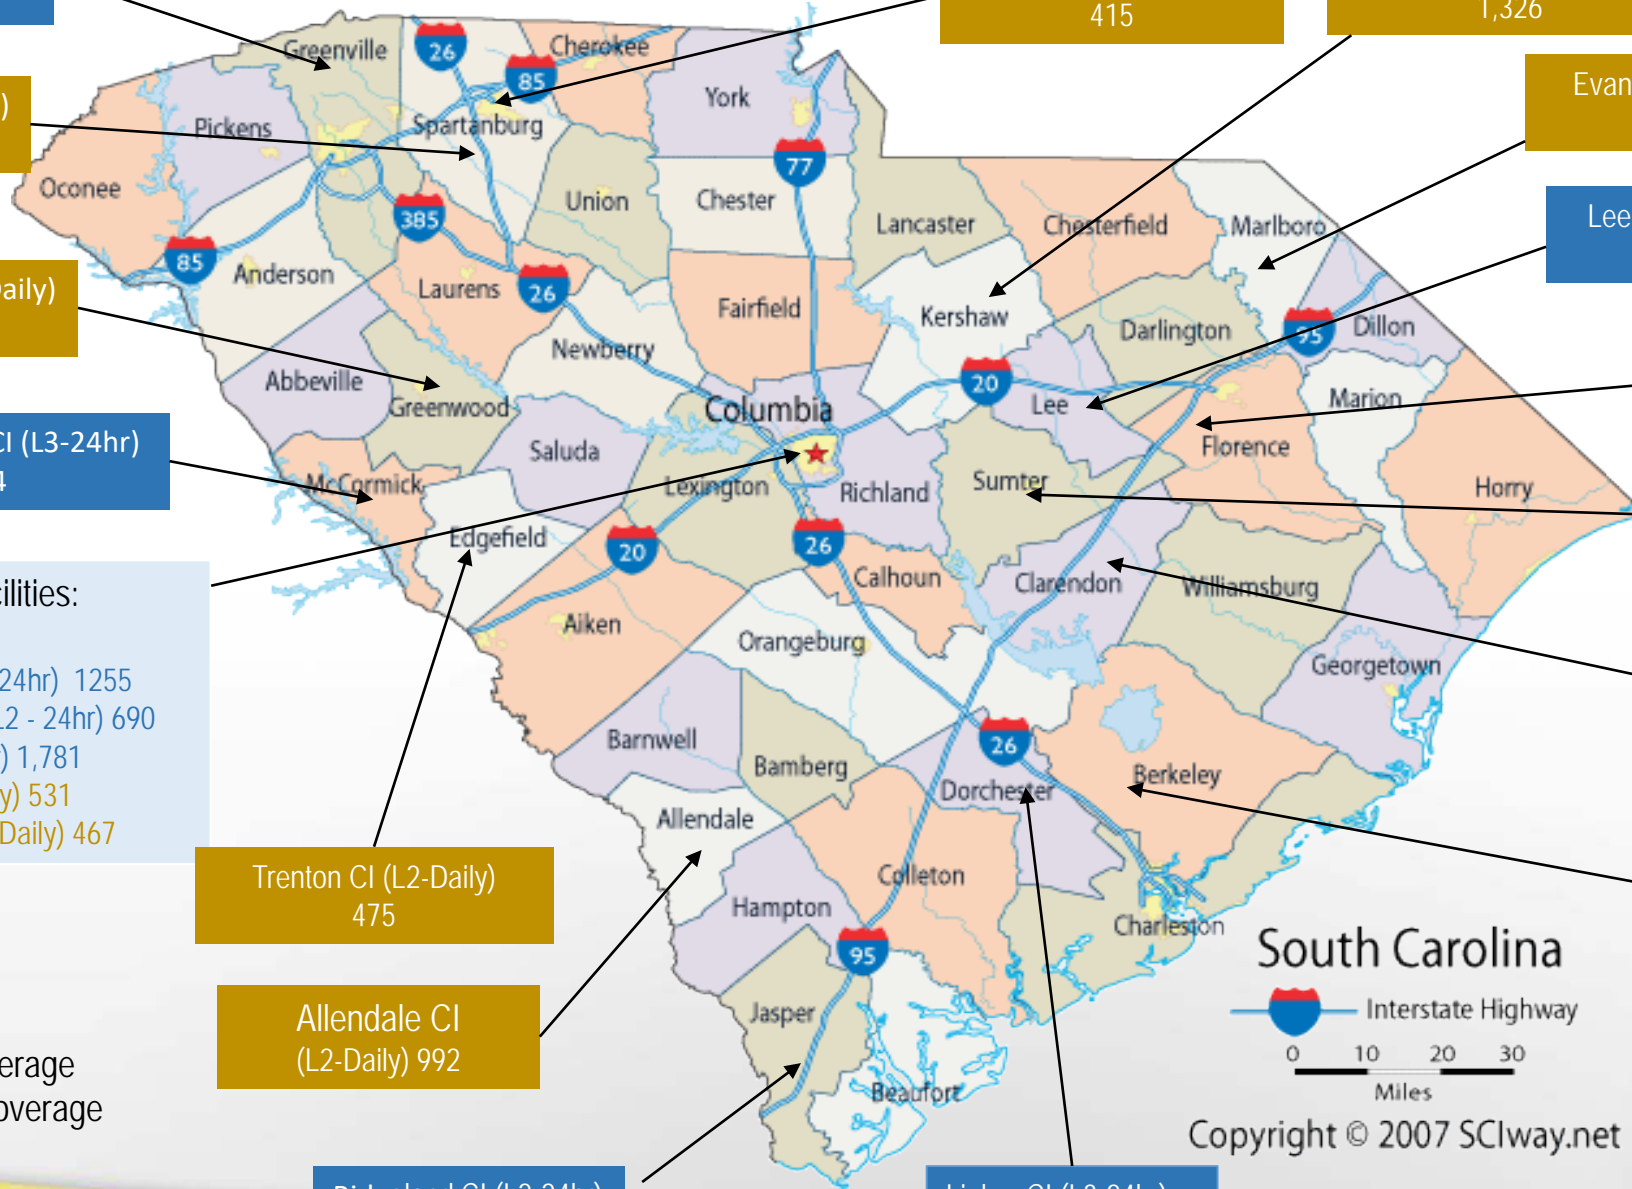 415
1,326
)
Evan
Lee
aily)
CI (L3-24hr)
4
cilities:
24hr) 1255
L2 - 24hr) 690
) 1,781
y) 531
Daily) 467
Trenton CI (L2-Daily)
475
Allendale CI
(L2-Daily) 992
erage
overage
Greenville
26
Cherokee
85
York
Pickens
Spartanburg
77
Oconee
Union
Chester
385
Lancaster
Chesterfield
Marlboro
85
Anderson
Laurens
26
Fairfield
Kershaw
Darlington
95
Dillon
Newberry
Abbeville
Greenwood
Columbia
20
Lee
Marion
Saluda
Florence
McCormick
Lexington
Richland
Sumter
Horry
Edgefield
20
26
Calhoun
Clarendon
Williamsburg
Aiken
Orangeburg
Georgetown
Barnwell
Bamberg
26
Dorchester
Berkeley
Allendale
Colleton
Hampton
Charleston
95
Jasper
Beaufort
South Carolina
Interstate Highway
0 10 20 30
Miles
Copyright © 2007 SCIway.net